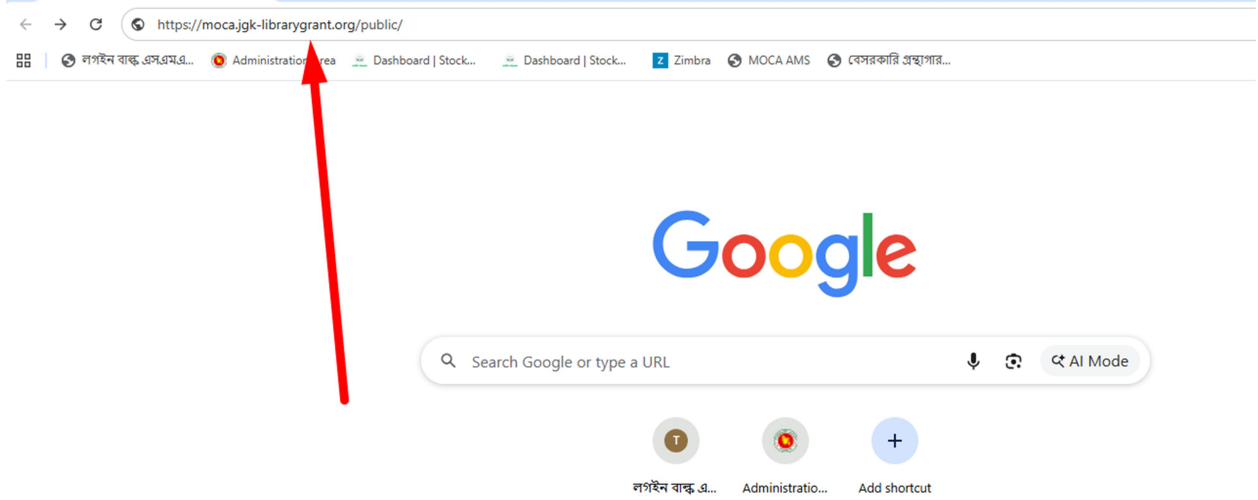 https://moca.jgk-librarygrant.org/public/
লগইন বাল্ক এসএমএ... Administration Area Dashboard | Stock... Dashboard | Stock... Z Zimbra MOCA AMS বেসরকারি গ্রন্থাগার...
Google
Search Google or type a URL AI Mode
T
লগইন বাল্ক এ... Administratio... Add shortcut